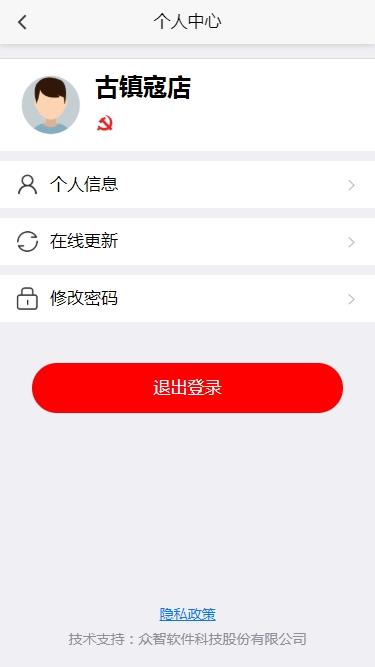 个人中心
古镇寇店
个人信息
在线更新
修改密码
退出登录
隐私政策
技术支持：众智软件科技股份有限公司